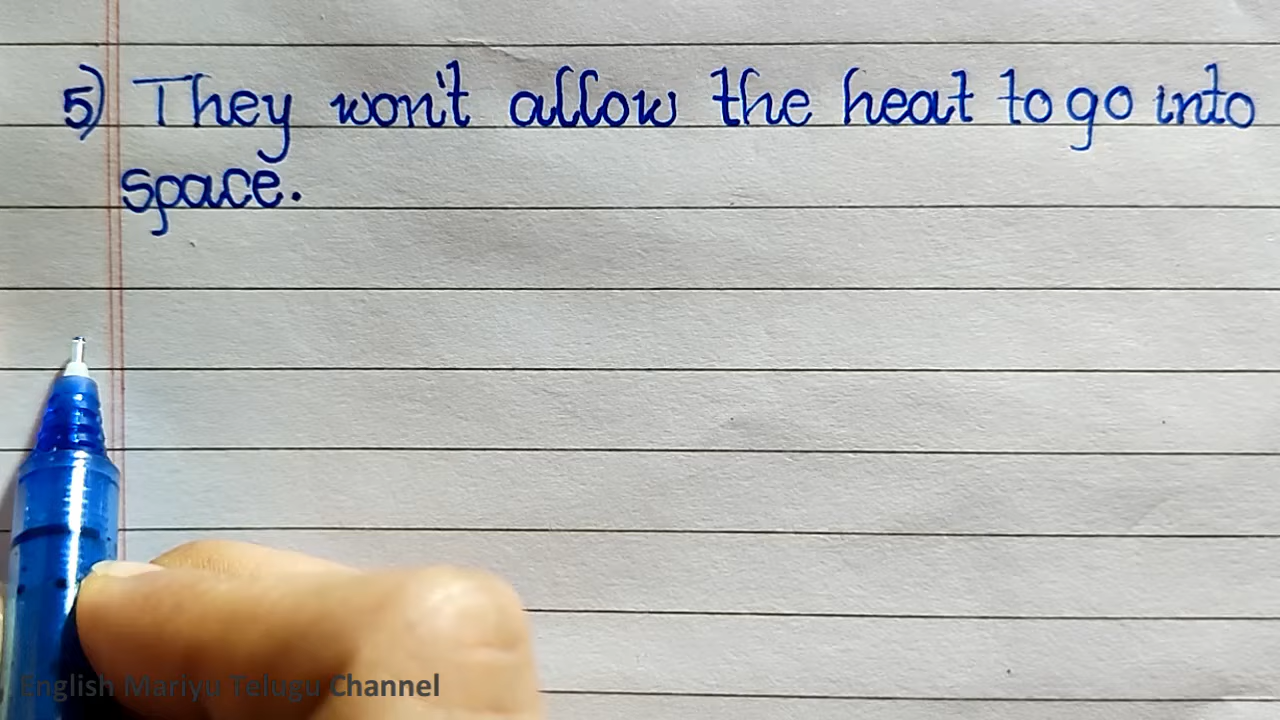 5) They won't allow the heat to go into
space.
English Mariyu Telugu Channel